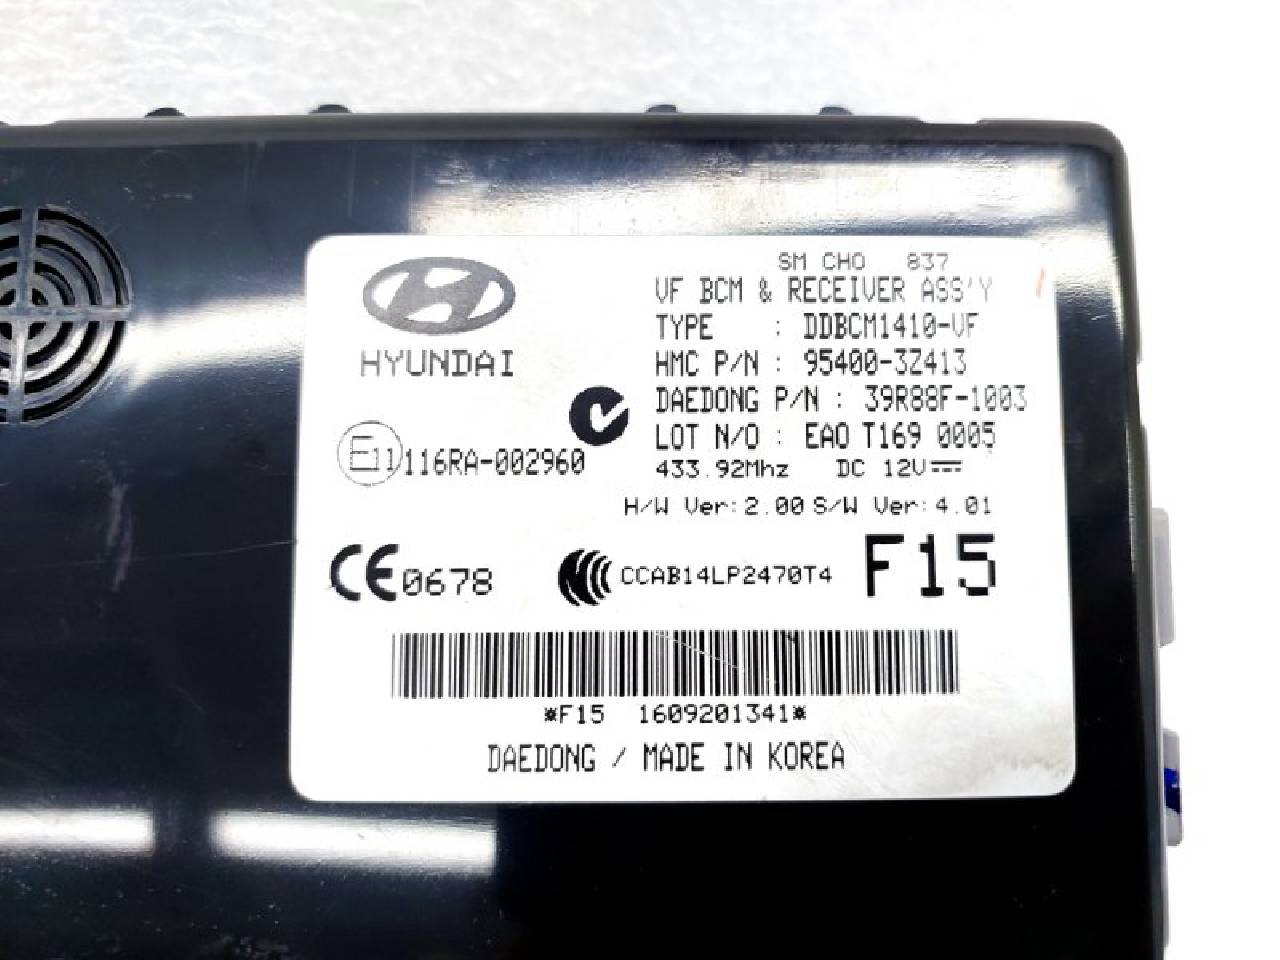 SM CHO 837
VF BCM & RECEIVER ASS'Y
TYPE : DDBCM1410-VF
HYUNDAI
HMC P/N : 95400-3Z413
DAEDONG P/N : 39R88F-1003
LOT N/O : EAO T169 0005
E11 116RA-002960
433.92Mhz DC 12V
H/W Ver:2.00 S/W Ver:4.01
CE0678
CCAB14LP2470T4
F15
*F15 1609201341*
DAEDONG / MADE IN KOREA